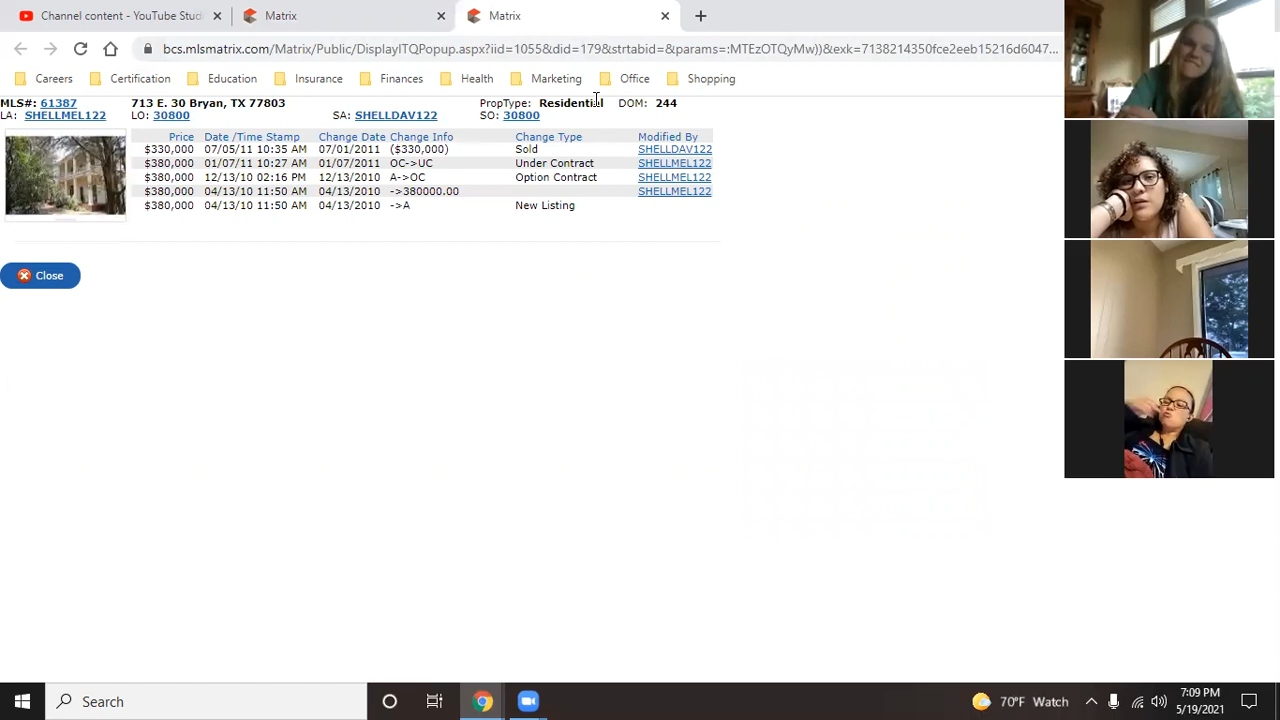 Channel content - YouTube Stud
Matrix
Matrix
bcs.mlsmatrix.com/Matrix/Public/DisplayITQPopup.aspx?iid=1055&did=179&strtabid=&params=:MTEzOTQyMw))&exk=7138214350fce2eeb15216d6047...
Careers Certification Education Insurance Finances Health Marketing Office Shopping
MLS#: 61387 713 E. 30 Bryan, TX 77803 PropType: Residential DOM: 244
LA: SHELLMEL122 LO: 30800 SA: SHELLDAV122 SO: 30800
Price Date /Time Stamp Change Date Change Info Change Type Modified By
$330,000 07/05/11 10:35 AM 07/01/2011 ($330,000) Sold SHELLDAV122
$380,000 01/07/11 10:27 AM 01/07/2011 OC->UC Under Contract SHELLMEL122
$380,000 12/13/10 02:16 PM 12/13/2010 A->OC Option Contract SHELLMEL122
$380,000 04/13/10 11:50 AM 04/13/2010 ->380000.00 SHELLMEL122
$380,000 04/13/10 11:50 AM 04/13/2010 ->A New Listing
Close
Search
70°F Watch
7:09 PM
5/19/2021